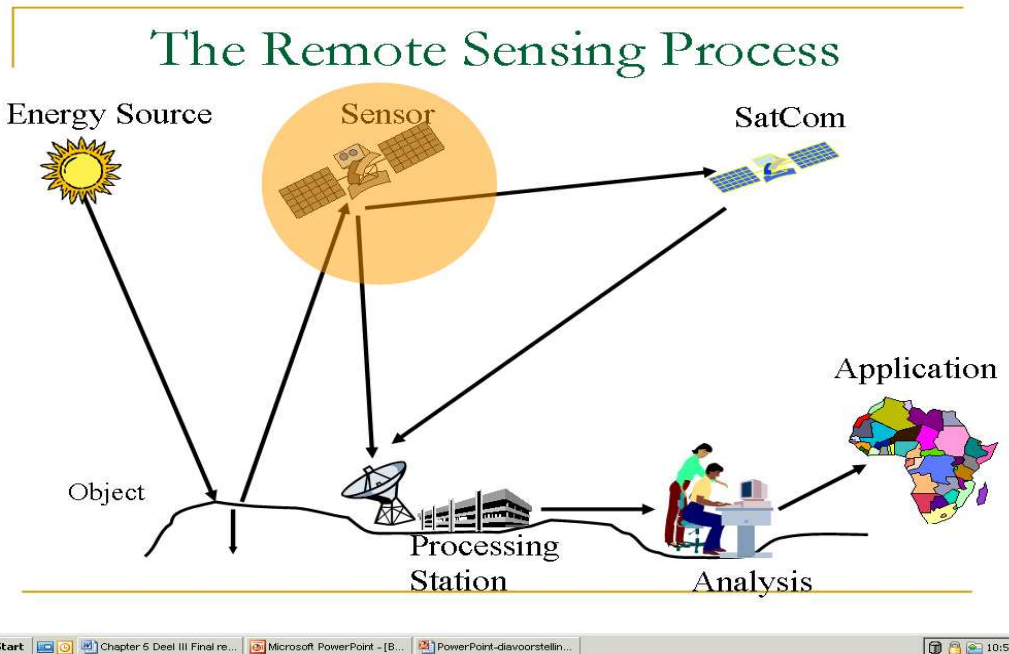 The Remote Sensing Process
Energy Source
Sensor
SatCom
Application
Object
Processing
Station
Analysis
Start
Chapter 5 Deel III Final re...
Microsoft PowerPoint - [B...
PowerPoint-diavoorstellin...